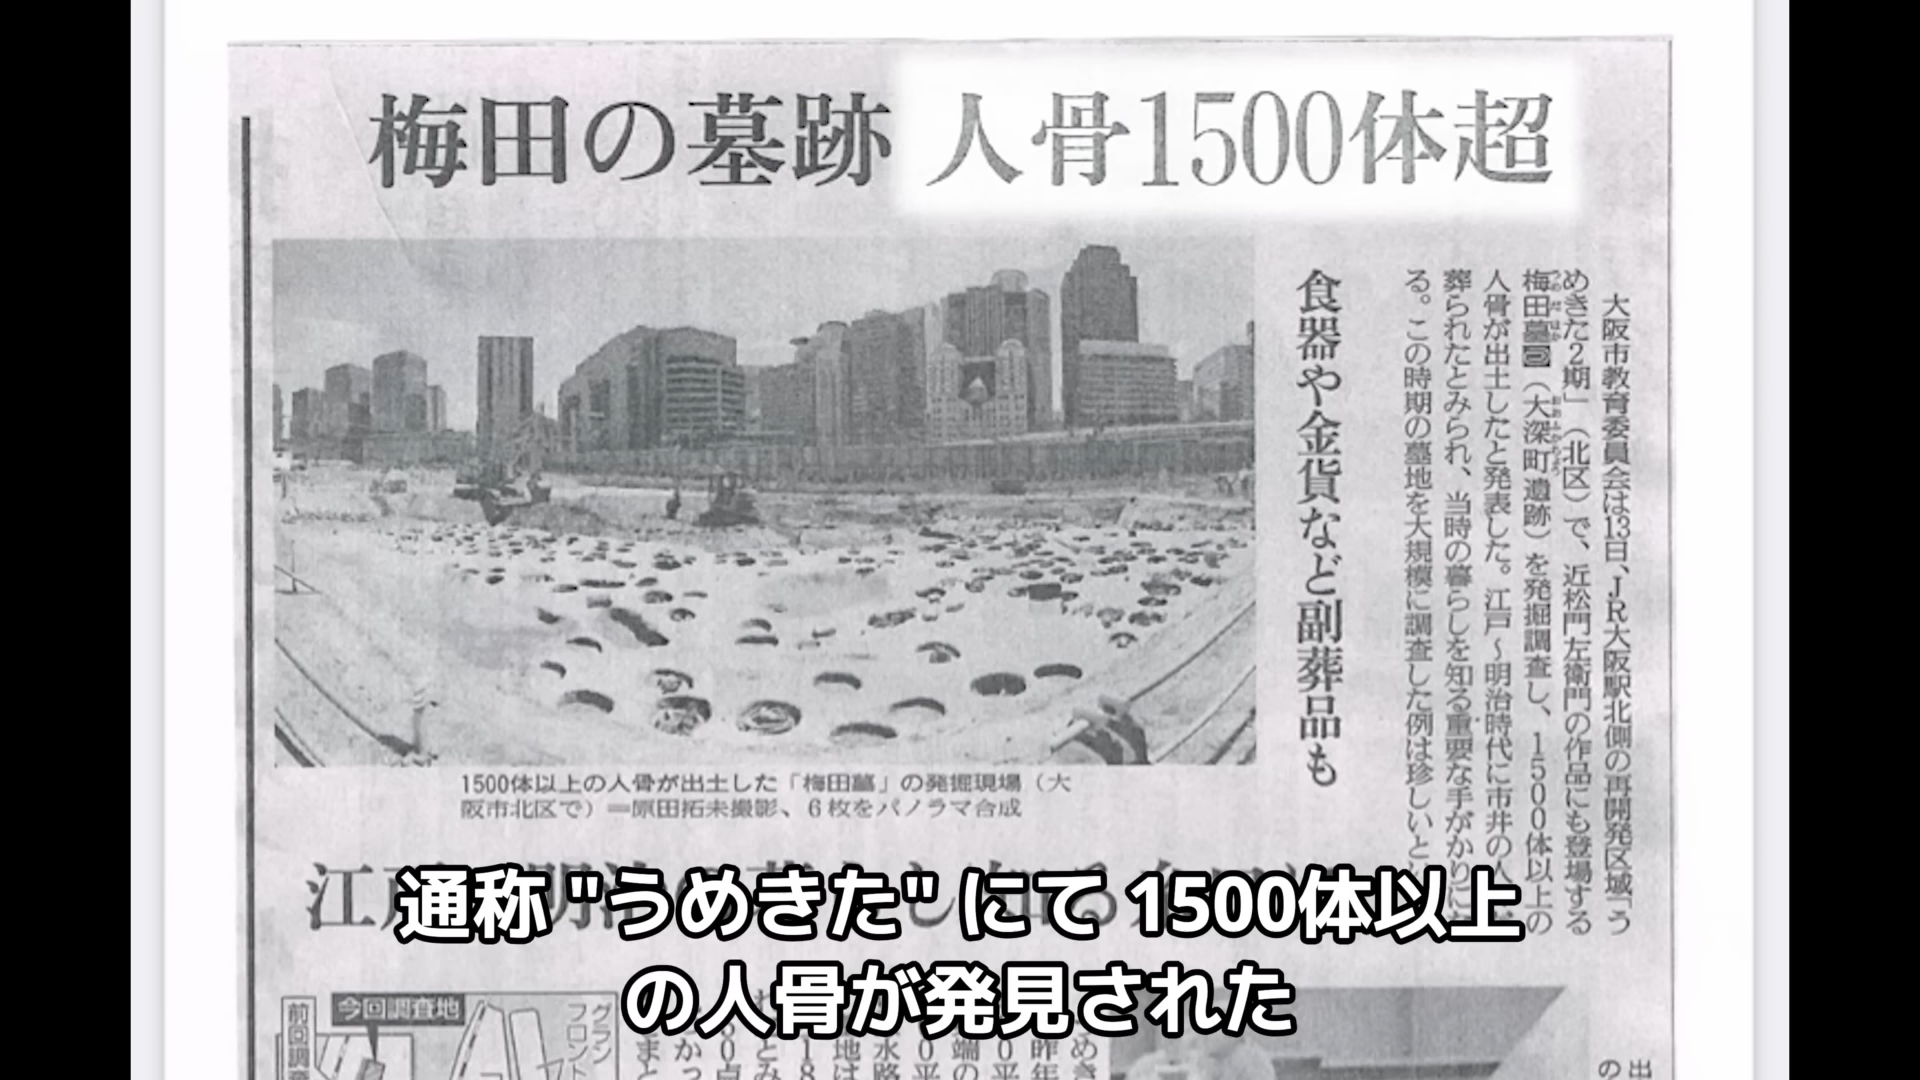 梅田の墓跡 人骨1500体超
大阪市教育委員会は13日、JR大阪駅北側の再開発区域「う
めきた2期」（北区）で、近松門左衛門の作品にも登場する
梅田墓（大深町遺跡）を発掘調査し、1500体以上の
人骨が出土したと発表した。江戸～明治時代に市井の人
葬られたとみられ、当時の暮らしを知る重要な手がかりに
る。この時期の墓地を大規模に調査した例は珍しいと
食器や金貨など副葬品も
1500体以上の人骨が出土した「梅田墓」の発掘現場（大
阪市北区で）＝原田拓未撮影、6枚をパノラマ合成
通称 "うめきた" にて 1500体以上
の人骨が発見された
今回調査地
前回調
グラン
フロント